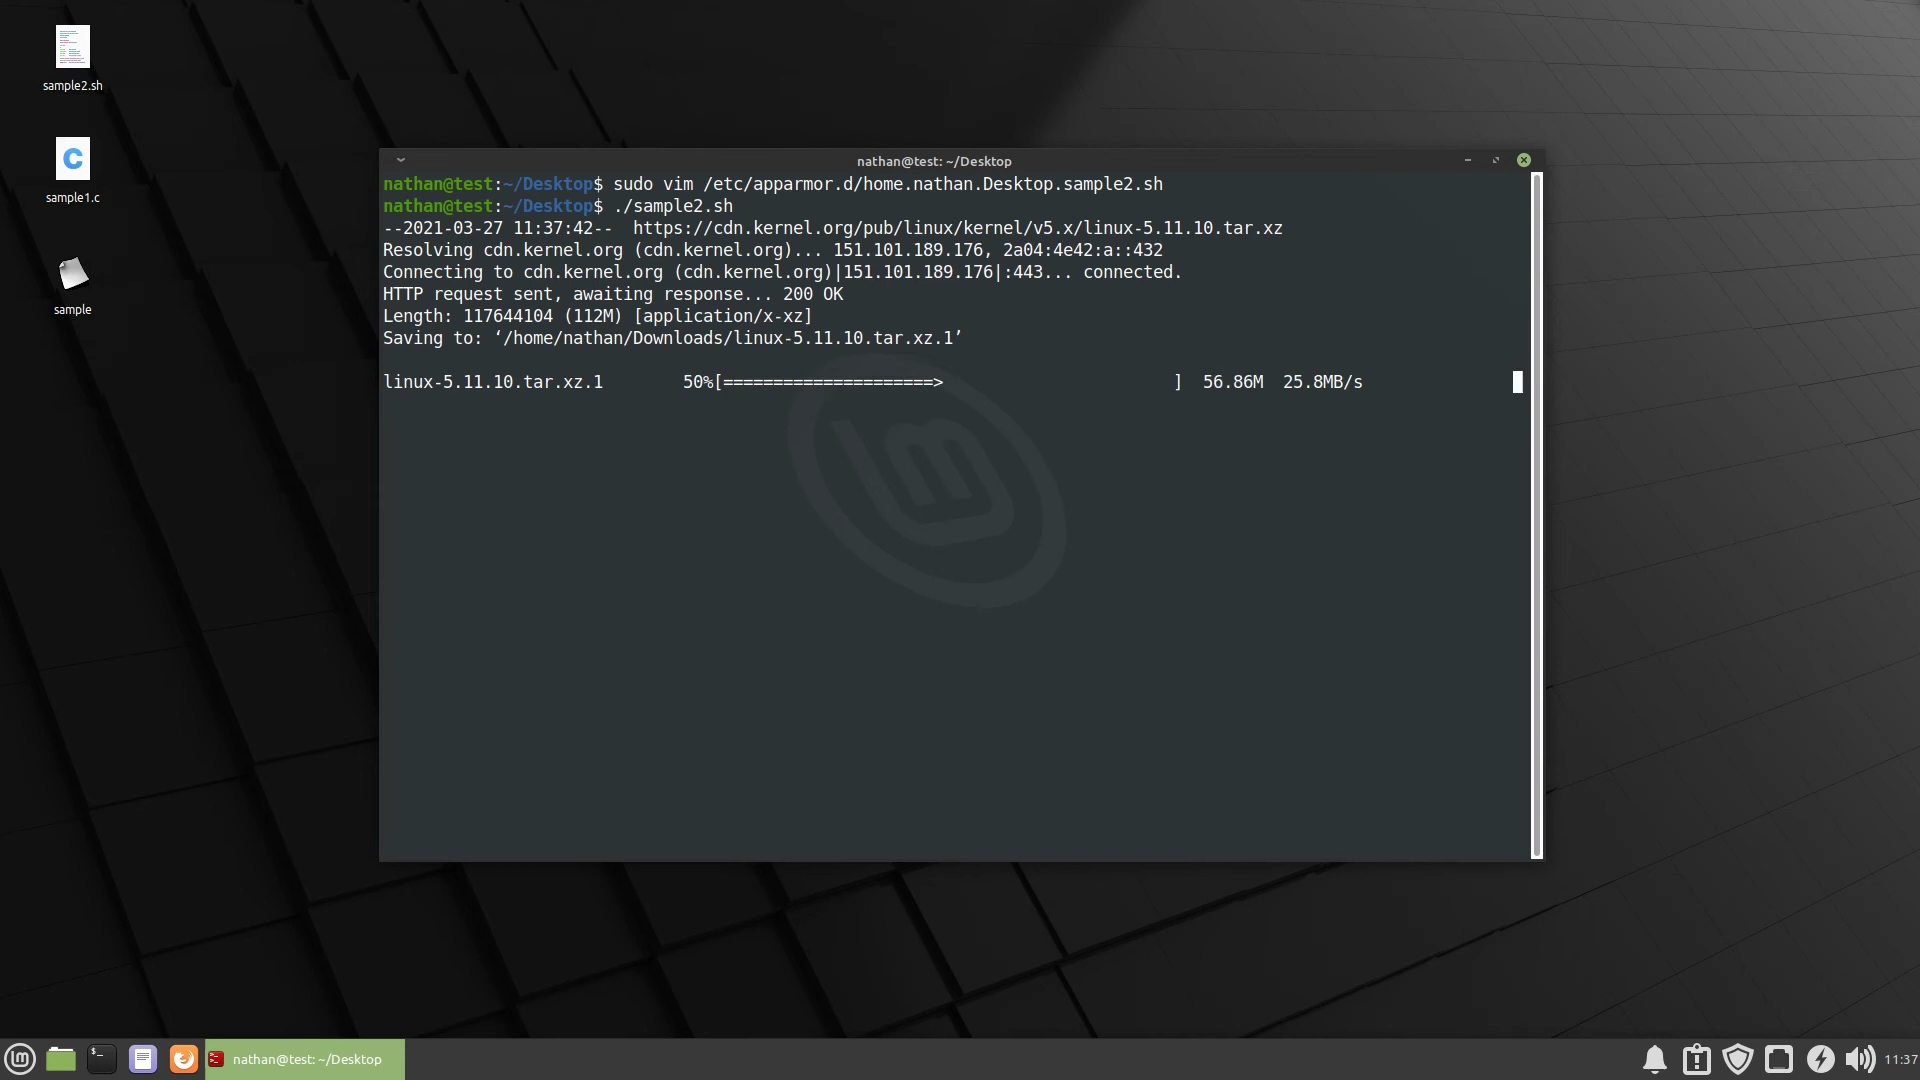 sample2.sh
sample1.c
sample
nathan@test: ~/Desktop
nathan@test:~/Desktop$ sudo vim /etc/apparmor.d/home.nathan.Desktop.sample2.sh
nathan@test:~/Desktop$ ./sample2.sh
--2021-03-27 11:37:42--  https://cdn.kernel.org/pub/linux/kernel/v5.x/linux-5.11.10.tar.xz
Resolving cdn.kernel.org (cdn.kernel.org)... 151.101.189.176, 2a04:4e42:a::432
Connecting to cdn.kernel.org (cdn.kernel.org)|151.101.189.176|:443... connected.
HTTP request sent, awaiting response... 200 OK
Length: 117644104 (112M) [application/x-xz]
Saving to: ‘/home/nathan/Downloads/linux-5.11.10.tar.xz.1’
linux-5.11.10.tar.xz.1        50%[=====================>                       ]  56.86M  25.8MB/s
nathan@test: ~/Desktop
11:37